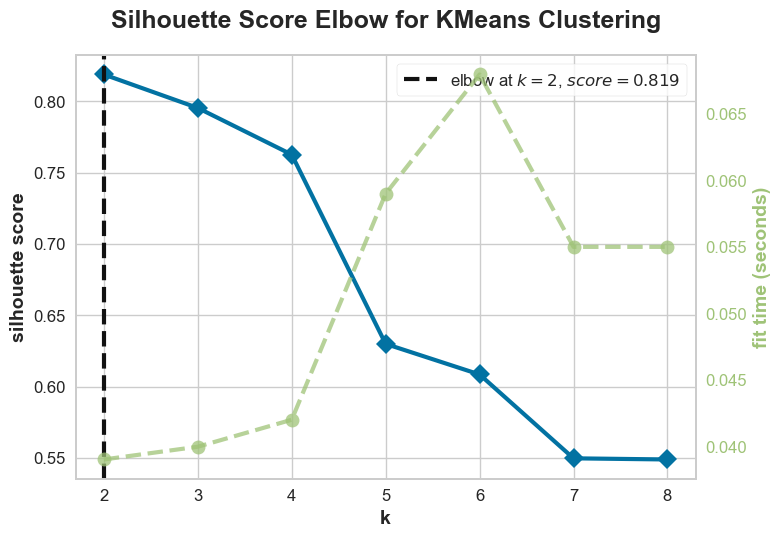 Silhouette Score Elbow for KMeans Clustering
elbow at k = 2, score = 0.819
silhouette score
0.80
0.75
0.70
0.65
0.60
0.55
0.065
0.060
0.055
0.050
0.045
0.040
fit time (seconds)
2 3 4 5 6 7 8
k